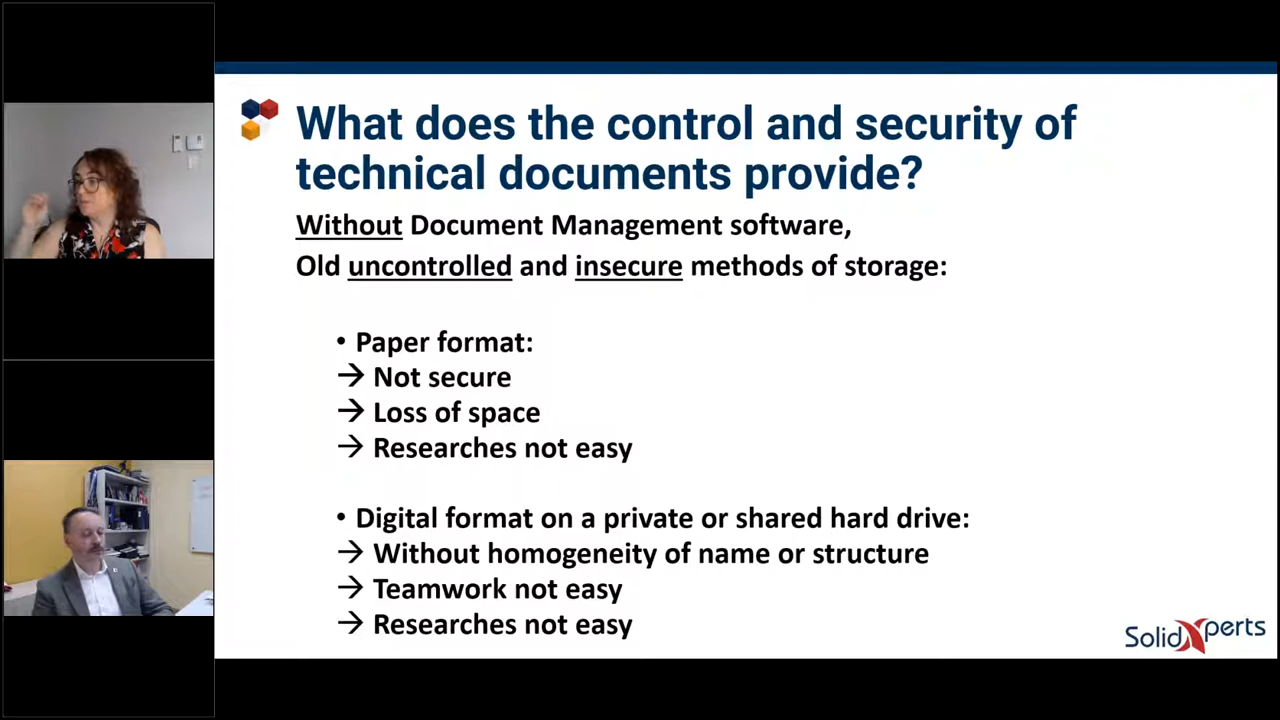 What does the control and security of
technical documents provide?
Without Document Management software,
Old uncontrolled and insecure methods of storage:
• Paper format:
→ Not secure
→ Loss of space
→ Researches not easy
• Digital format on a private or shared hard drive:
→ Without homogeneity of name or structure
→ Teamwork not easy
→ Researches not easy
SolidXperts